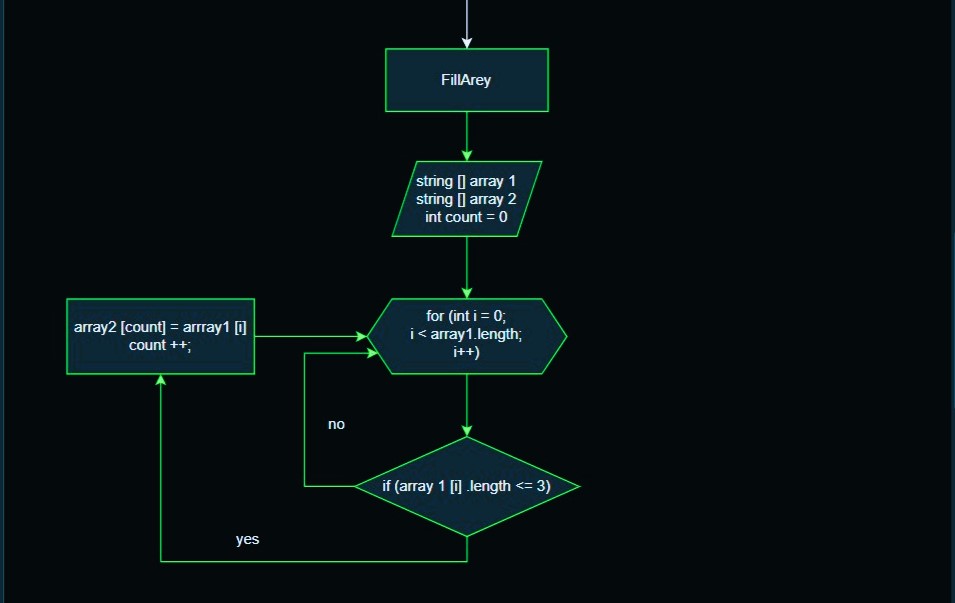 FillArey
string [] array 1
string [] array 2
int count = 0
for (int i = 0;
i < array1.length;
i++)
array2 [count] = arrray1 [i]
count ++;
no
if (array 1 [i] .length <= 3)
yes